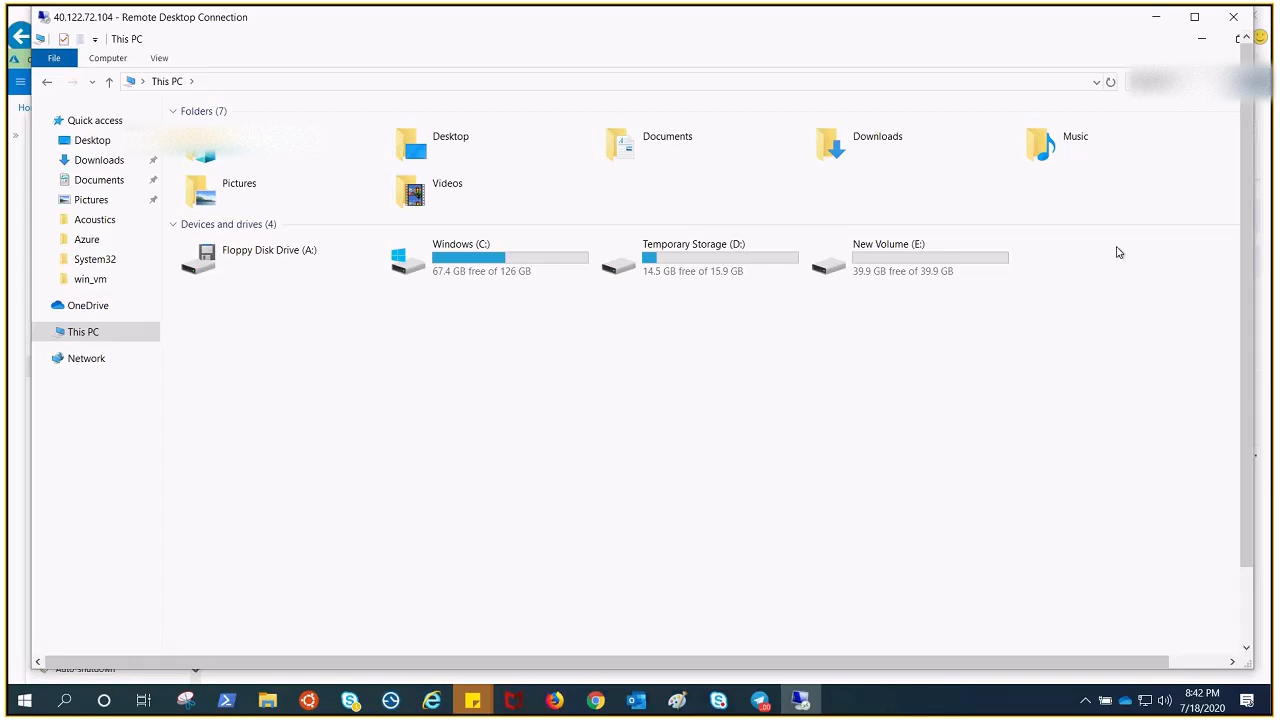 40.122.72.104 - Remote Desktop Connection
This PC
File Computer View
This PC
Ho
Quick access
Desktop
Downloads
Documents
Pictures
Acoustics
Azure
System32
win_vm
OneDrive
This PC
Network
Folders (7)
Desktop
Documents
Downloads
Music
Pictures
Videos
Devices and drives (4)
Floppy Disk Drive (A:)
Windows (C:)
67.4 GB free of 126 GB
Temporary Storage (D:)
14.5 GB free of 15.9 GB
New Volume (E:)
39.9 GB free of 39.9 GB
Auto-shutdown
8:42 PM
7/18/2020